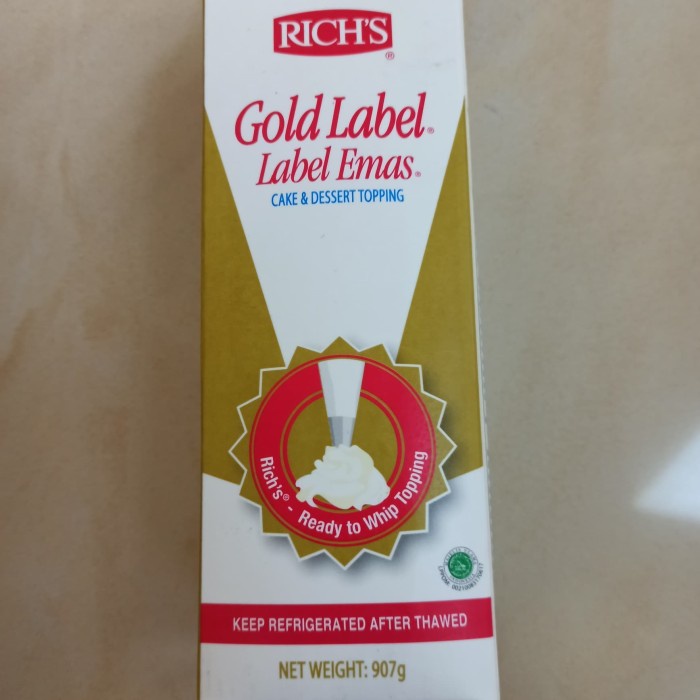 RICH'S
®
Gold Label®
Label Emas®
CAKE & DESSERT TOPPING
Rich's® - Ready to Whip Topping
KEEP REFRIGERATED AFTER THAWED
NET WEIGHT: 907g